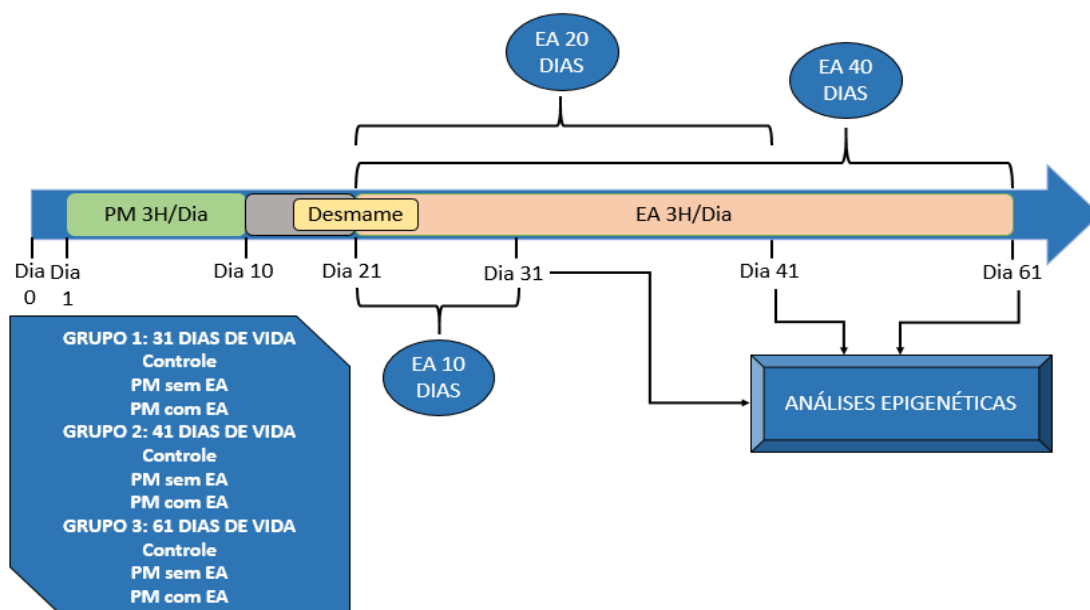 EA 20
DIAS
EA 40
DIAS
PM 3H/Dia
Desmame
EA 3H/Dia
Dia
0
Dia
1
Dia 10
Dia 21
Dia 31
Dia 41
Dia 61
GRUPO 1: 31 DIAS DE VIDA
Controle
PM sem EA
PM com EA
GRUPO 2: 41 DIAS DE VIDA
Controle
PM sem EA
PM com EA
GRUPO 3: 61 DIAS DE VIDA
Controle
PM sem EA
PM com EA
EA 10
DIAS
ANÁLISES EPIGENÉTICAS